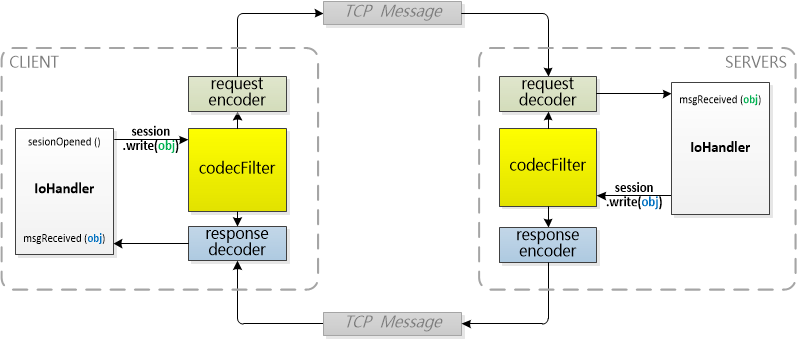 TCP Message
CLIENT
SERVERS
request
encoder
request
decoder
msgReceived (obj)
sesionOpened ()
session
.write(obj)
codecFilter
codecFilter
IoHandler
IoHandler
session
.write(obj)
msgReceived (obj)
response
decoder
response
encoder
TCP Message